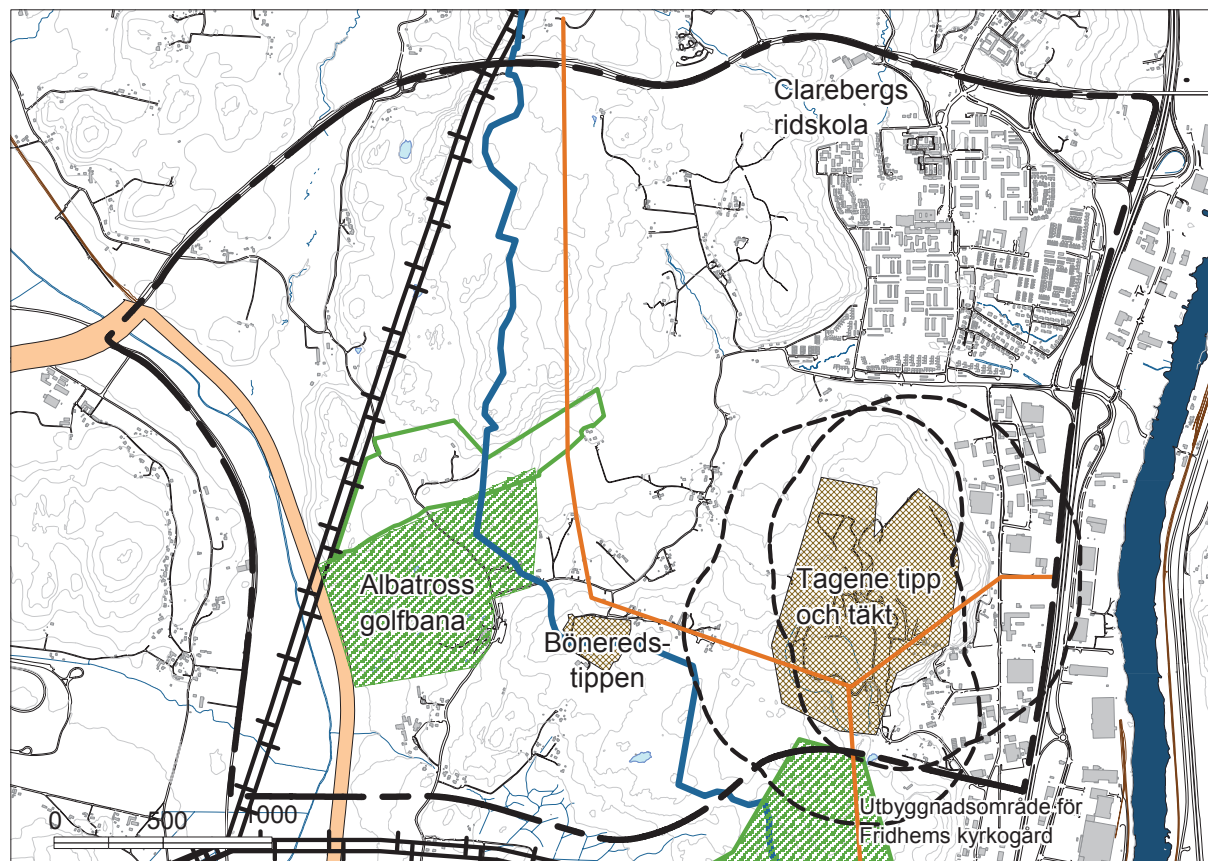 Clarebergs
ridskola
Albatross
golfbana
Tagene tipp
och täkt
Bönereds-
tippen
Utbyggnadsområde för
Fridhems kyrkogård
0 500 1000